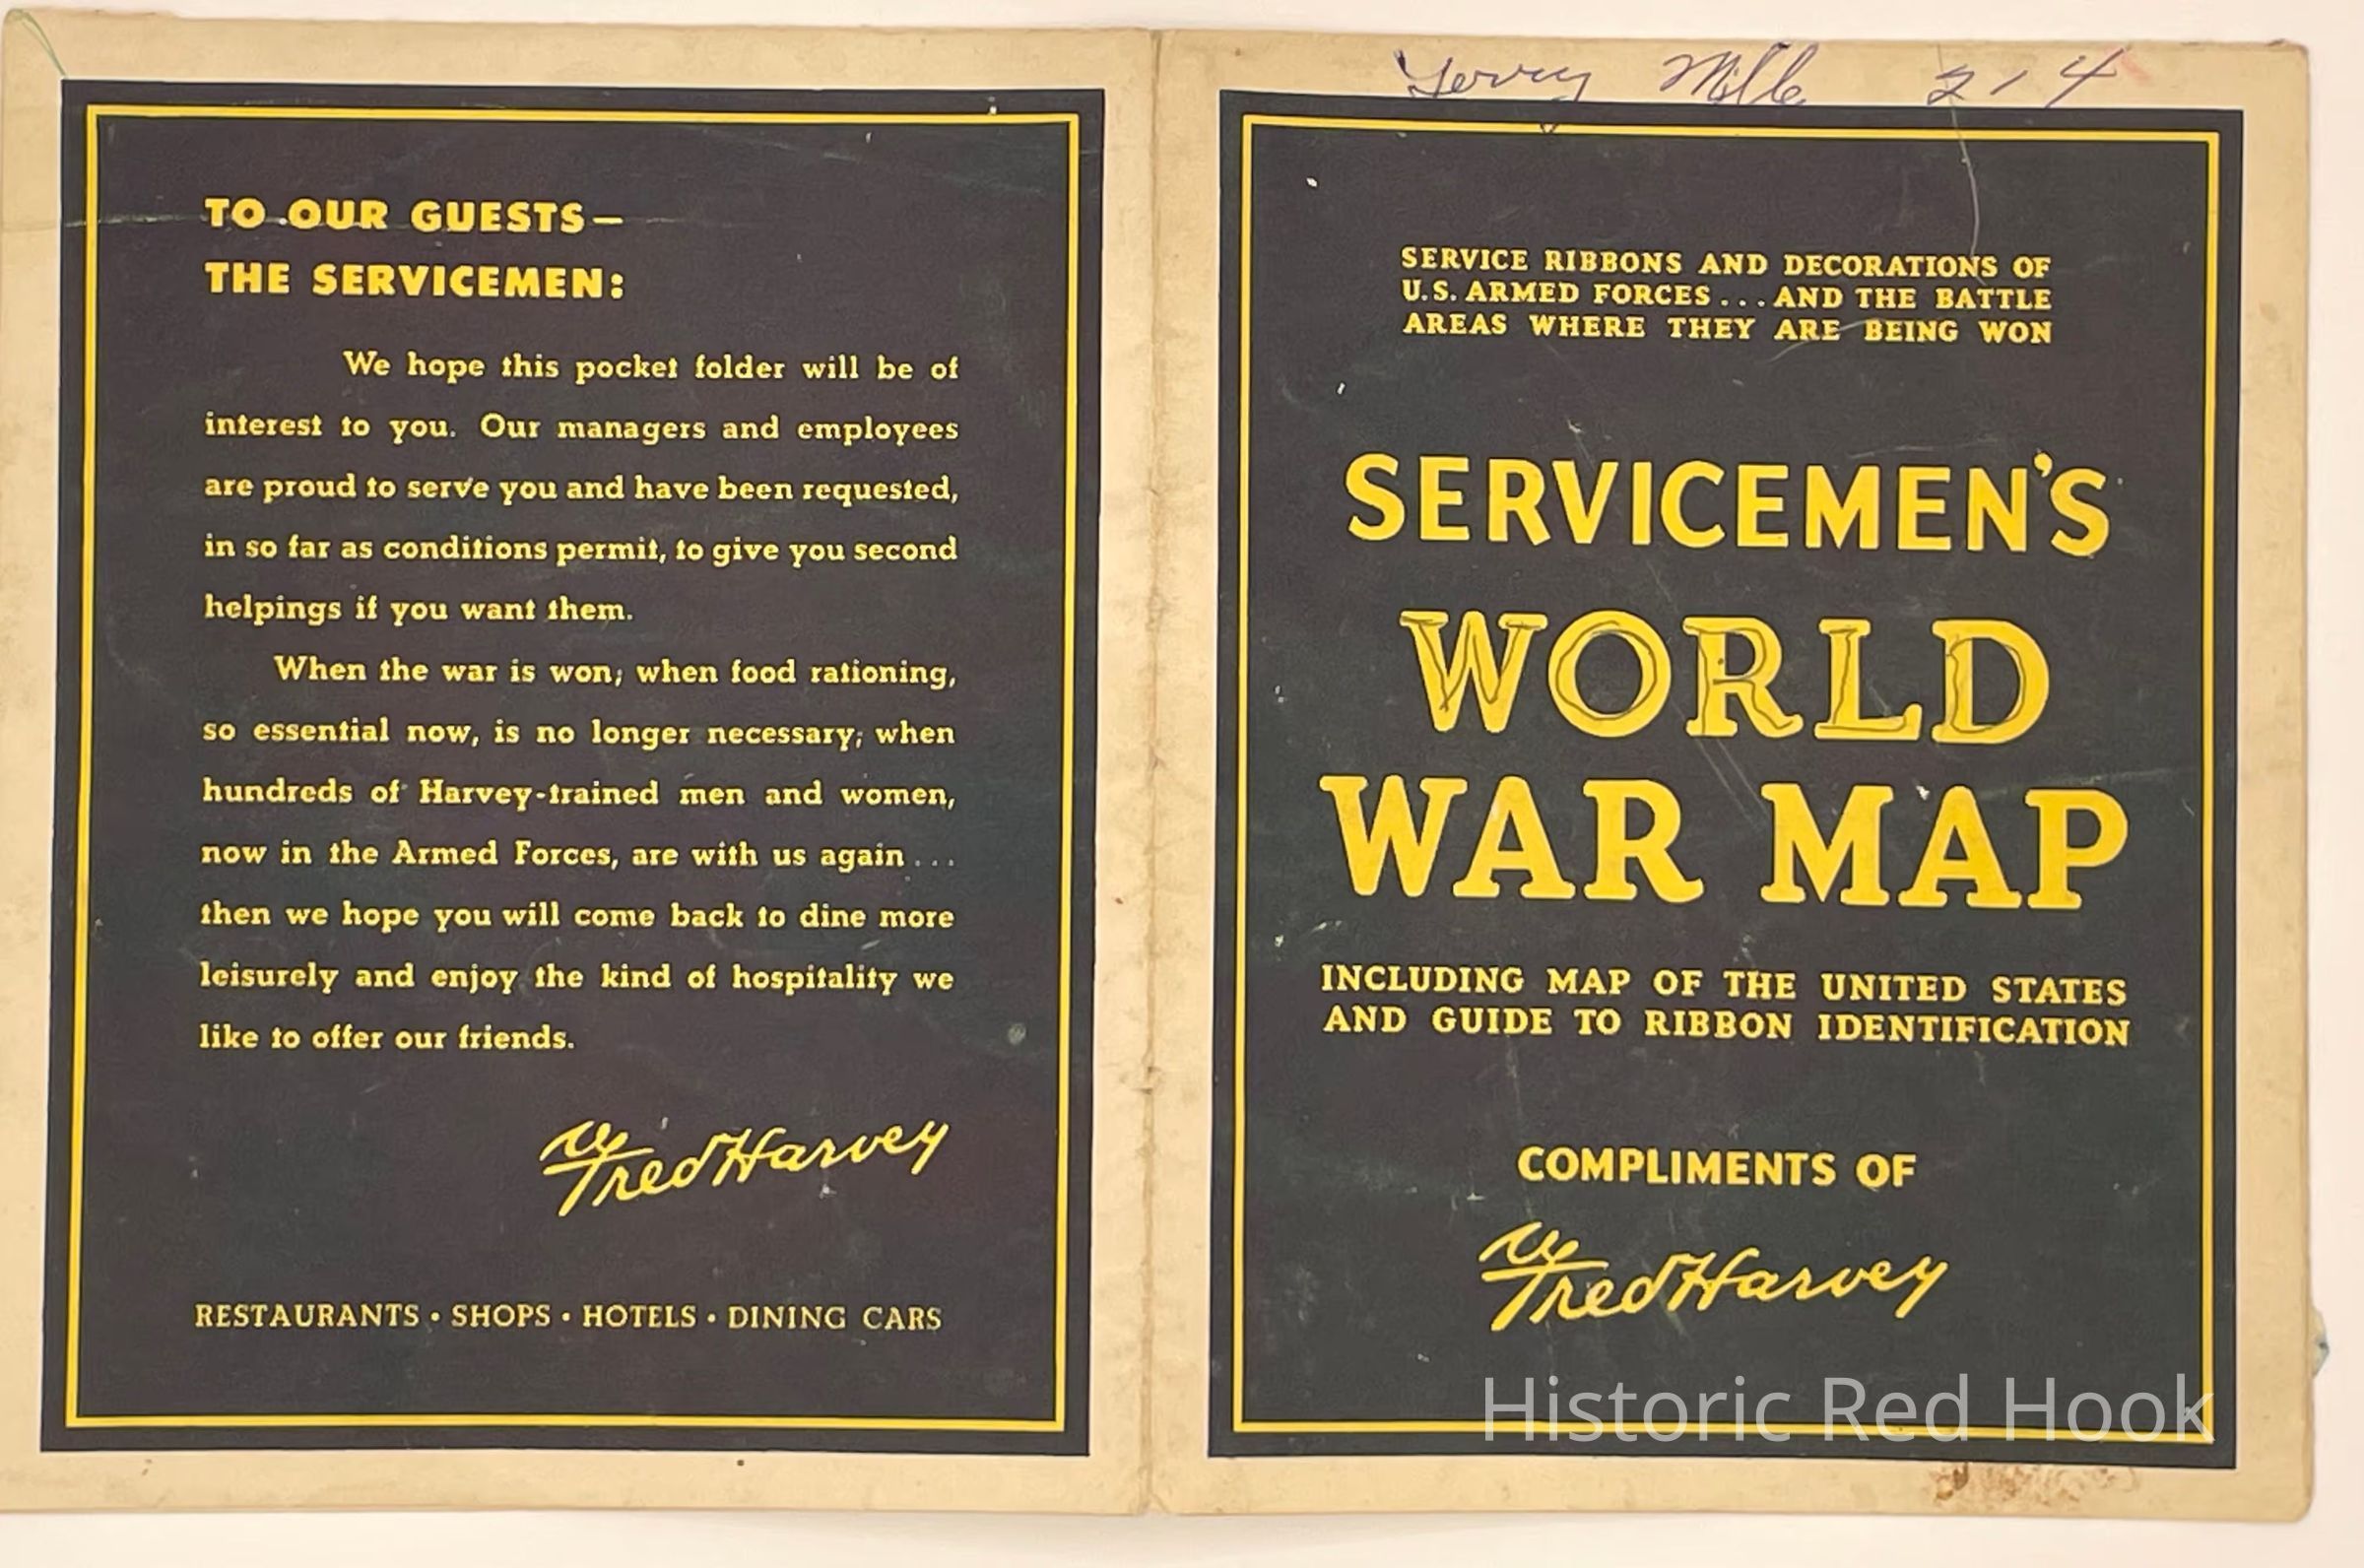 TO OUR GUESTS—
THE SERVICEMEN:
We hope this pocket folder will be of
interest to you. Our managers and employees
are proud to serve you and have been requested,
in so far as conditions permit, to give you second
helpings if you want them.
When the war is won; when food rationing,
so essential now, is no longer necessary; when
hundreds of Harvey-trained men and women,
now in the Armed Forces, are with us again . . .
then we hope you will come back to dine more
leisurely and enjoy the kind of hospitality we
like to offer our friends.
Fred Harvey
RESTAURANTS • SHOPS • HOTELS • DINING CARS
2-4
SERVICE RIBBONS AND DECORATIONS OF
U.S. ARMED FORCES . . . AND THE BATTLE
AREAS WHERE THEY ARE BEING WON
SERVICEMEN'S
WORLD
WAR MAP
INCLUDING MAP OF THE UNITED STATES
AND GUIDE TO RIBBON IDENTIFICATION
COMPLIMENTS OF
Fred Harvey
Historic Red Hook